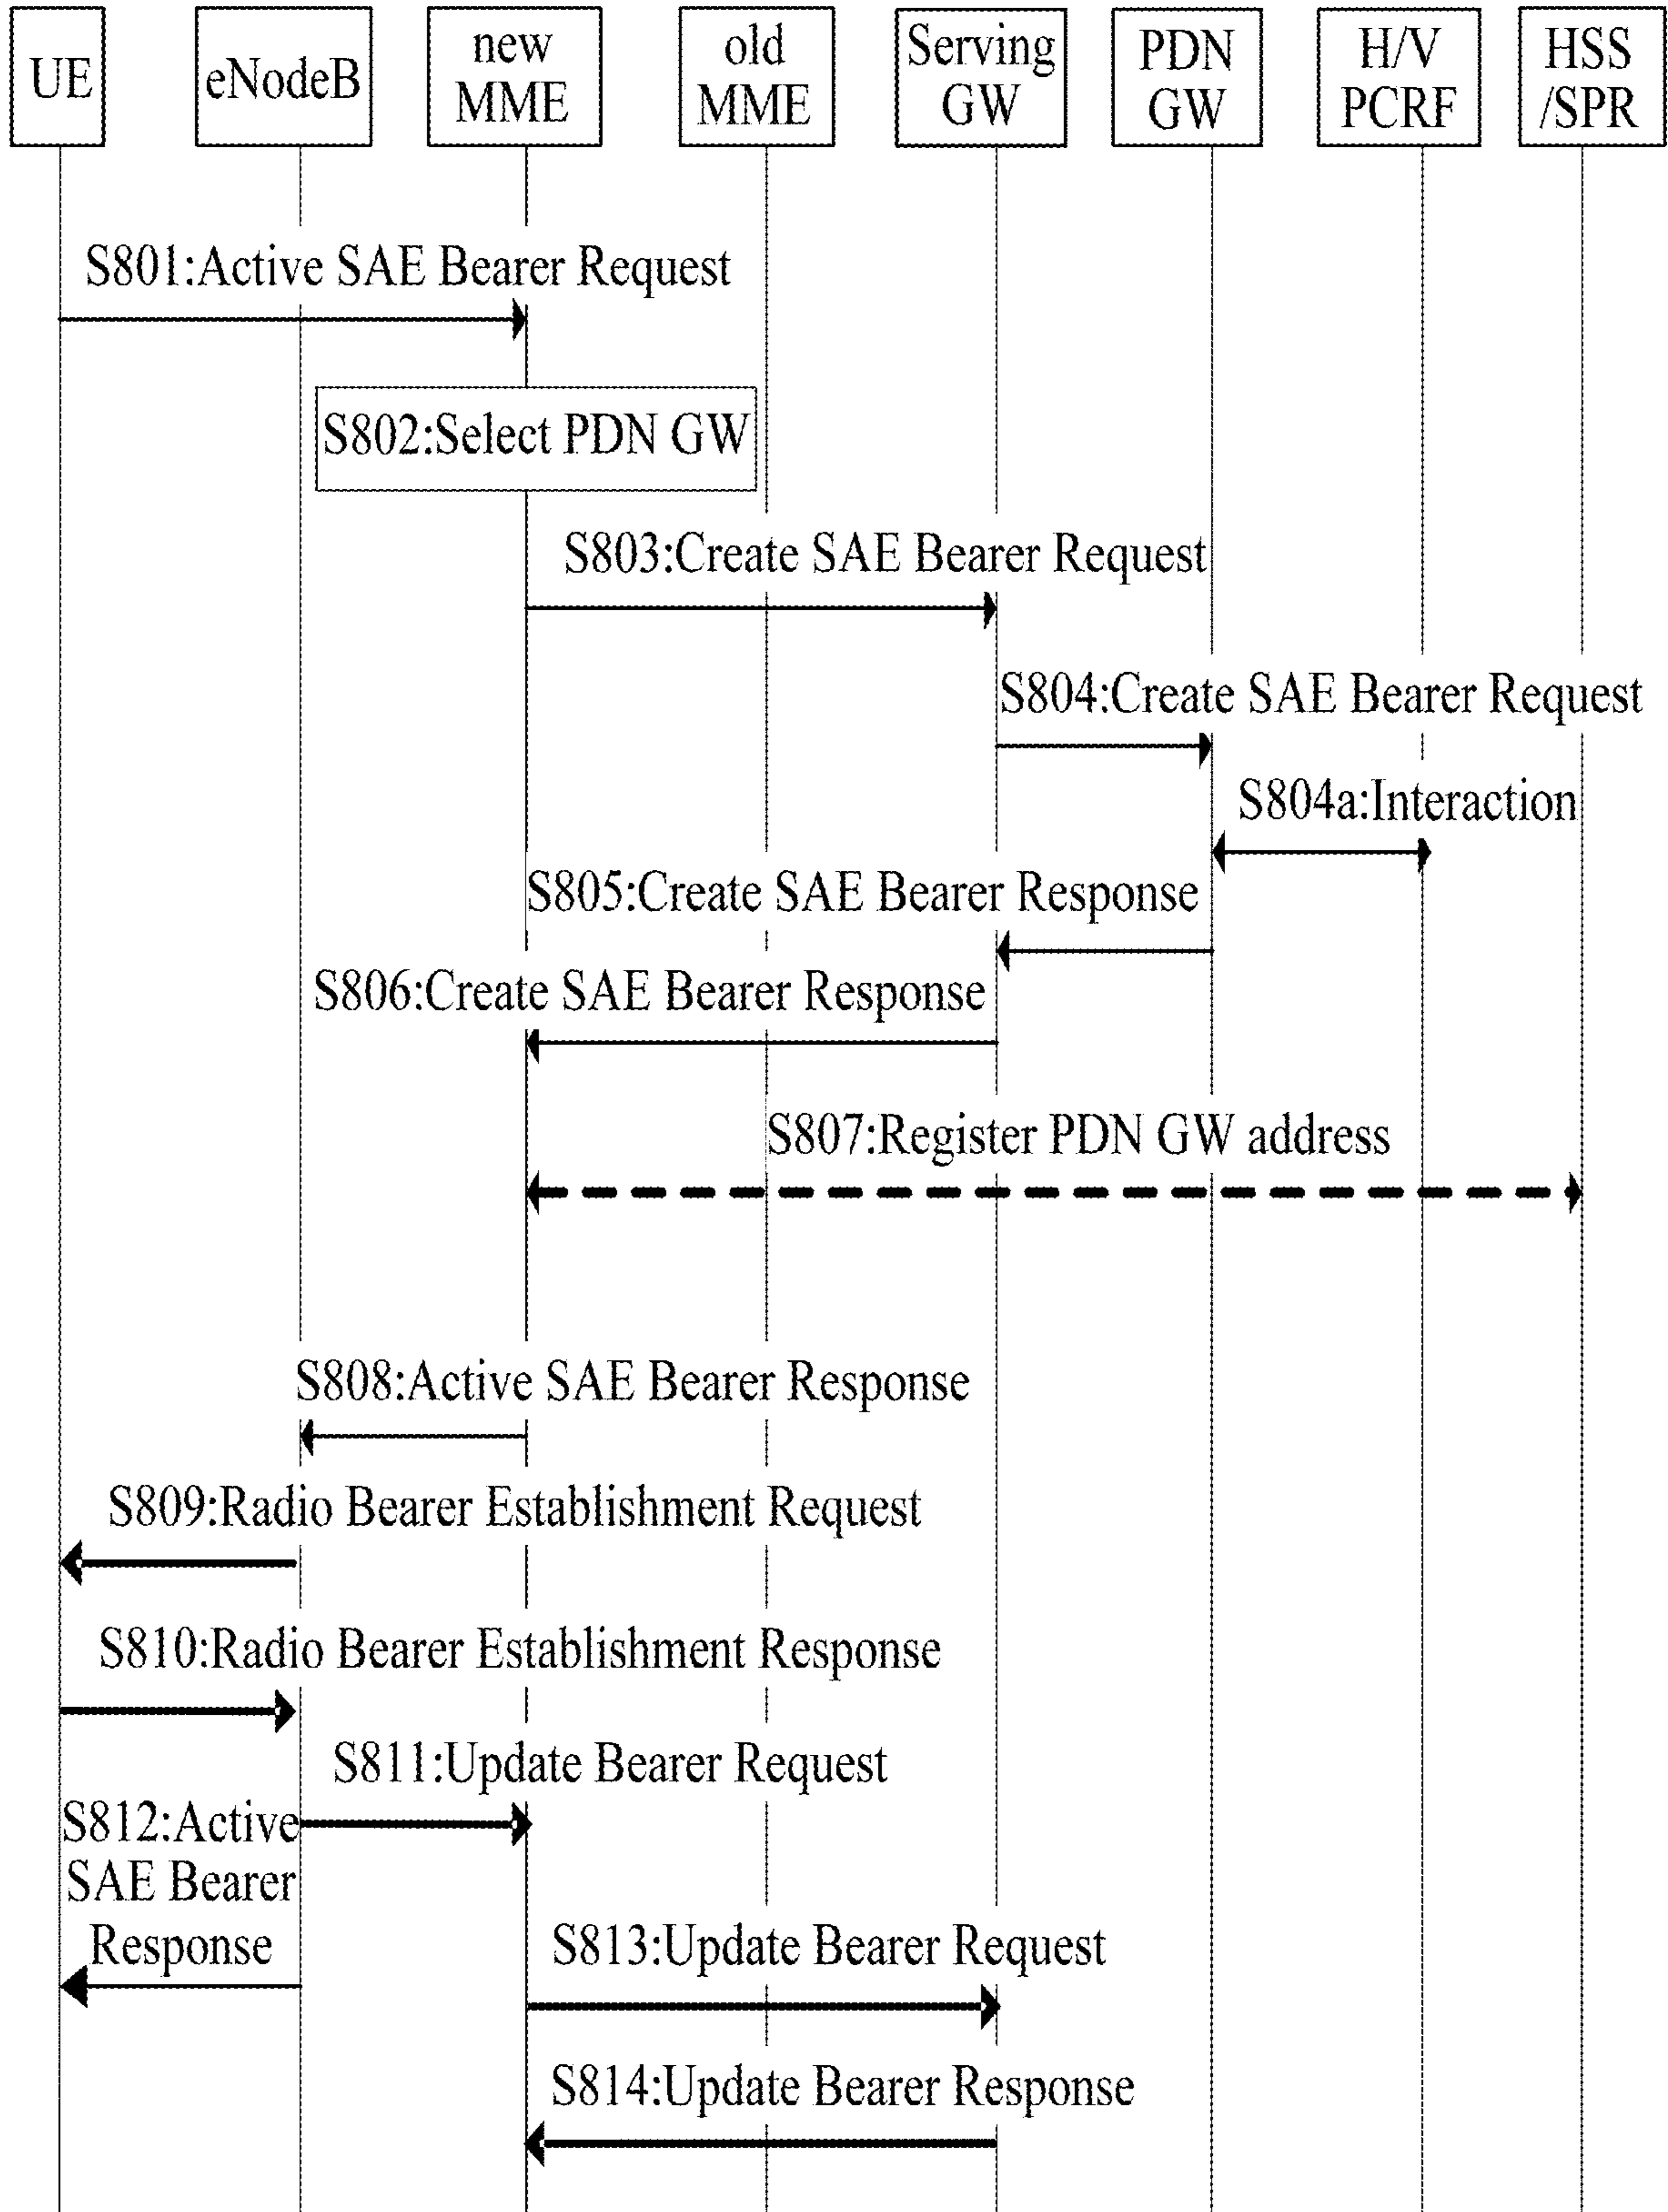 UE
eNodeB
new
MME
old
MME
Serving
GW
PDN
GW
H/V
PCRF
HSS
/SPR
S801:Active SAE Bearer Request
S802:Select PDN GW
S803:Create SAE Bearer Request
S804:Create SAE Bearer Request
S804a:Interaction
S805:Create SAE Bearer Response
S806:Create SAE Bearer Response
S807:Register PDN GW address
S808:Active SAE Bearer Response
S809:Radio Bearer Establishment Request
S810:Radio Bearer Establishment Response
S811:Update Bearer Request
S812:Active
SAE Bearer
Response
S813:Update Bearer Request
S814:Update Bearer Response